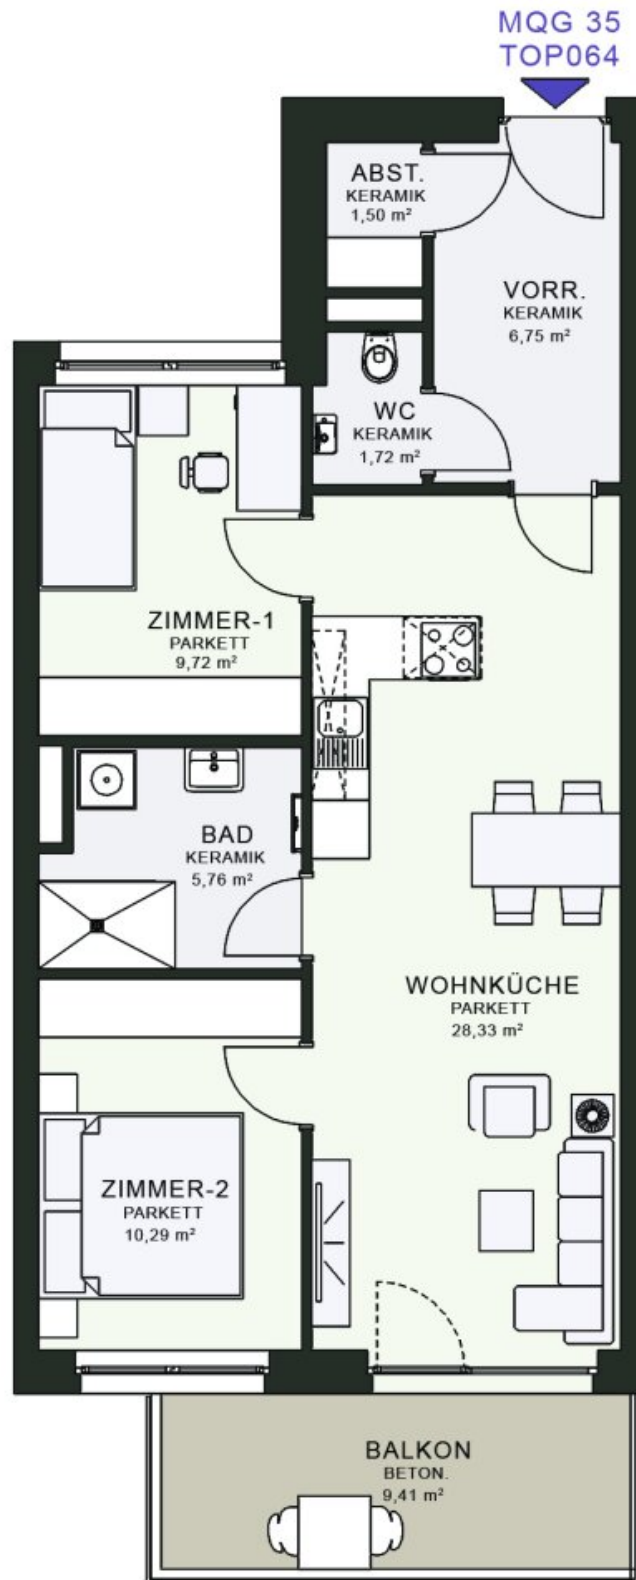 MQG 35
TOP064
ABST.
KERAMIK
1,50 m²
VORR.
KERAMIK
6,75 m²
WC
KERAMIK
1,72 m²
ZIMMER-1
PARKETT
9,72 m²
BAD
KERAMIK
5,76 m²
WOHNKÜCHE
PARKETT
28,33 m²
ZIMMER-2
PARKETT
10,29 m²
BALKON
BETON.
9,41 m²